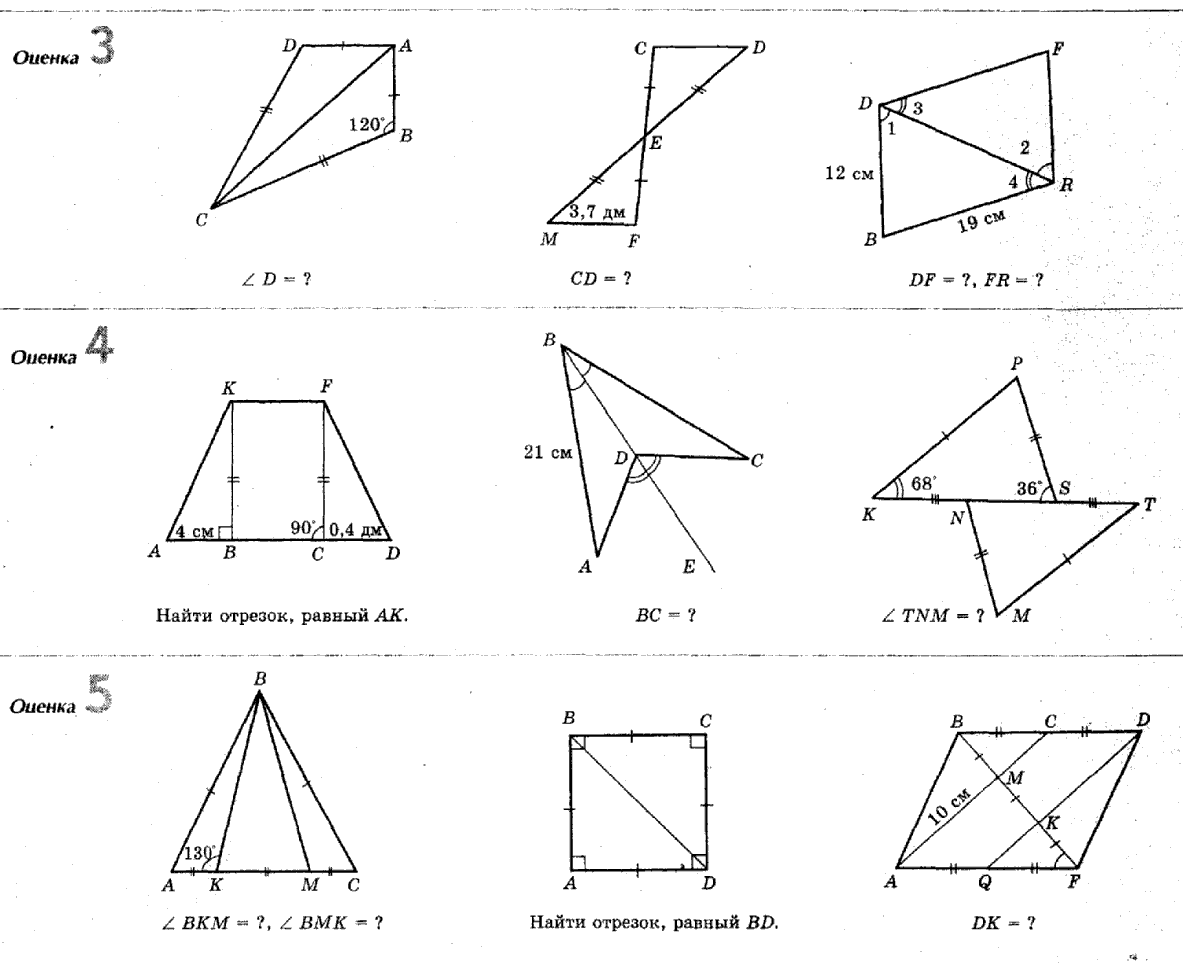 Оценка 3
D A
120°
B
C
∠ D = ?
C D
E
3,7 дм
M F
CD = ?
F
D 3
1
2
12 см
4 R
19 см
B
DF = ?, FR = ?
Оценка 4
K F
4 см 90° 0,4 дм
A B C D
Найти отрезок, равный AK.
B
21 см
D C
A E
BC = ?
P
68° 36° S
K N T
M
∠ TNM = ?
Оценка 5
B
130°
A K M C
∠ BKM = ?, ∠ BMK = ?
B C
A D
Найти отрезок, равный BD.
B C D
M
10 см
K
A Q F
DK = ?